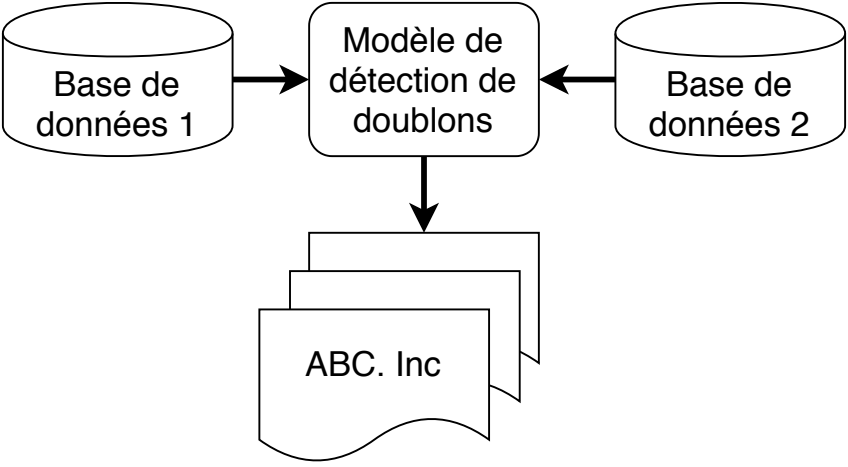 Base de
données 1
Modèle de
détection de
doublons
Base de
données 2
ABC. Inc